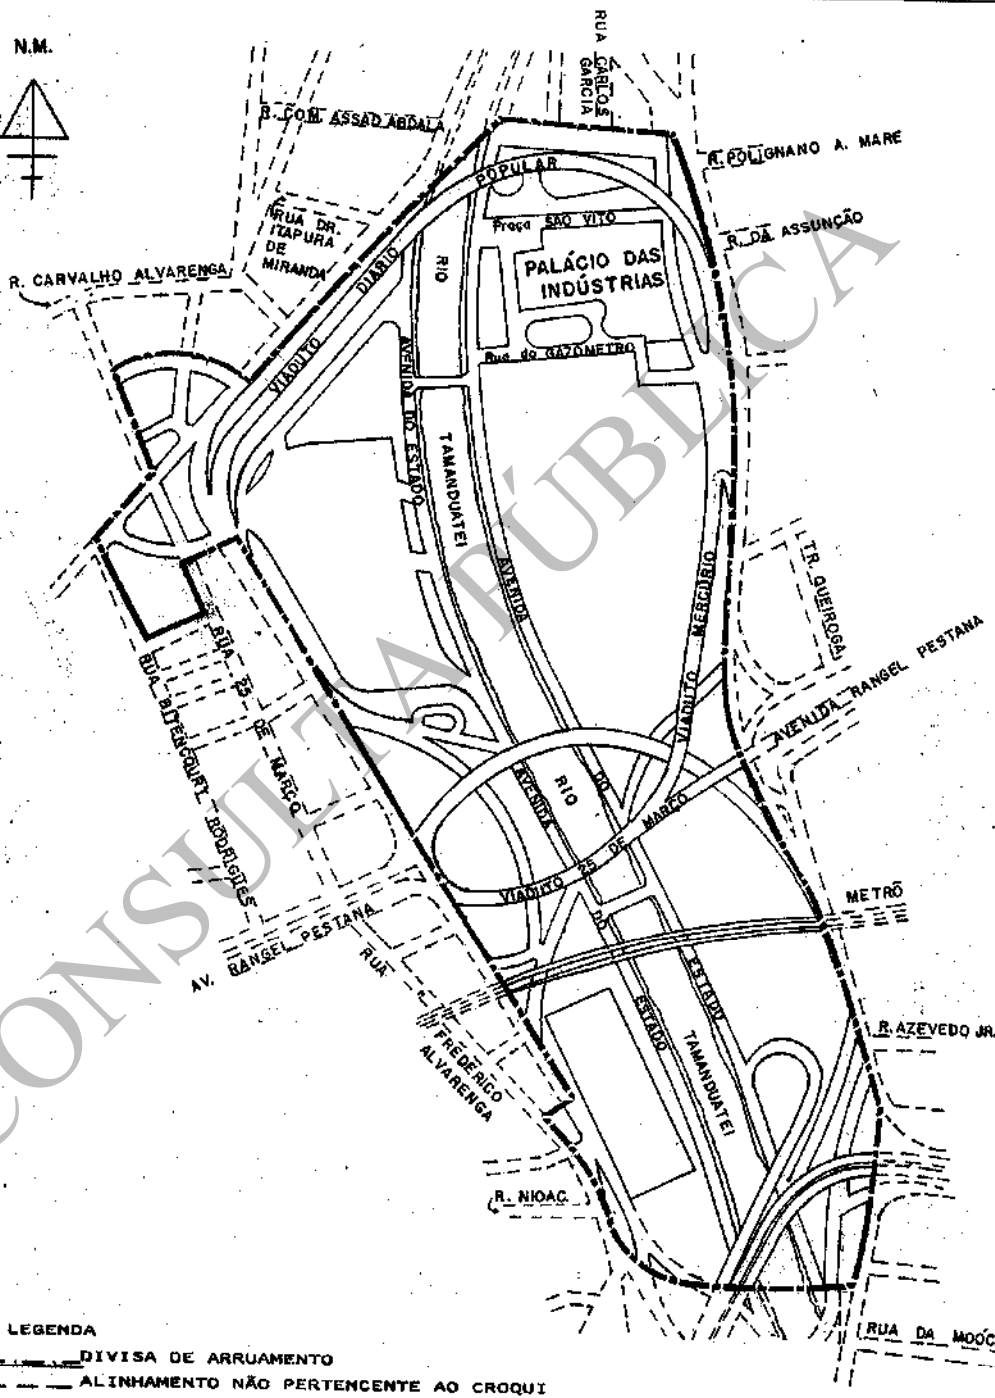 N.M.
RUA CARLOS
GARCIA
R. COM. ASSAD ABDALA
R. POLIGNANO A. MARE
POPULAR
RUA DR.
ITAPURA
DE
MIRANDA
Praça SÃO VITO
R. DA ASSUNÇÃO
R. CARVALHO ALVARENGA
DIARIO
RIO
PALÁCIO DAS
INDÚSTRIAS
VIADUTO
AVENIDA DO ESTADO
Rua do GAZÔMETRO
TAMANDUATEI
AVENIDA
VIADUTO MERCÚRIO
TR. QUEIROGA
RUA 25 DE MARÇO
RUA BITENCOURT RODRIGUES
AVENIDA RANGEL PESTANA
AVENIDA
RIO
DO
VIADUTO 25 DE MARÇO
METRÔ
AV. RANGEL PESTANA
RUA
FREDERICO
ALVARENGA
DO
ESTADO
ESTADO
TAMANDUATEI
R. AZEVEDO JR.
R. NIOAC
RUA DA MOÓC
CONSULTA PÚBLICA
LEGENDA
DIVISA DE ARRUAMENTO
ALINHAMENTO NÃO PERTENCENTE AO CROQUI